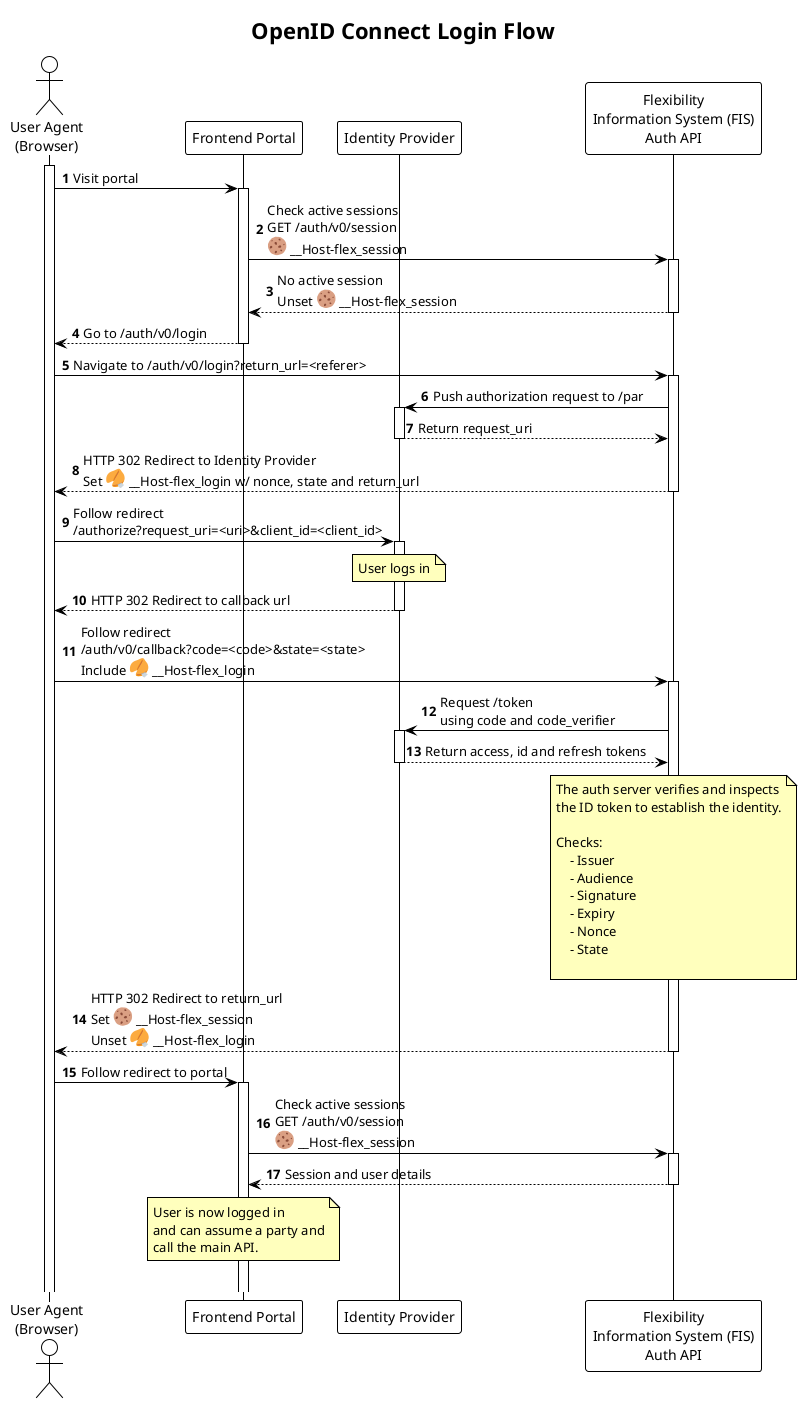 OpenID Connect Login Flow
User Agent
(Browser)
Frontend Portal
Identity Provider
Flexibility
Information System (FIS)
Auth API
1 Visit portal
Check active sessions
2 GET /auth/v0/session
__Host-flex_session
No active session
3 Unset __Host-flex_session
4 Go to /auth/v0/login
5 Navigate to /auth/v0/login?return_url=<referer>
6 Push authorization request to /par
7 Return request_uri
HTTP 302 Redirect to Identity Provider
8 Set __Host-flex_login w/ nonce, state and return_url
Follow redirect
9 /authorize?request_uri=<uri>&client_id=<client_id>
User logs in
10 HTTP 302 Redirect to callback url
Follow redirect
11 /auth/v0/callback?code=<code>&state=<state>
Include __Host-flex_login
Request /token
12 using code and code_verifier
13 Return access, id and refresh tokens
The auth server verifies and inspects
the ID token to establish the identity.
Checks:
- Issuer
- Audience
- Signature
- Expiry
- Nonce
- State
HTTP 302 Redirect to return_url
14 Set __Host-flex_session
Unset __Host-flex_login
15 Follow redirect to portal
Check active sessions
16 GET /auth/v0/session
__Host-flex_session
17 Session and user details
User is now logged in
and can assume a party and
call the main API.
User Agent
(Browser)
Frontend Portal
Identity Provider
Flexibility
Information System (FIS)
Auth API